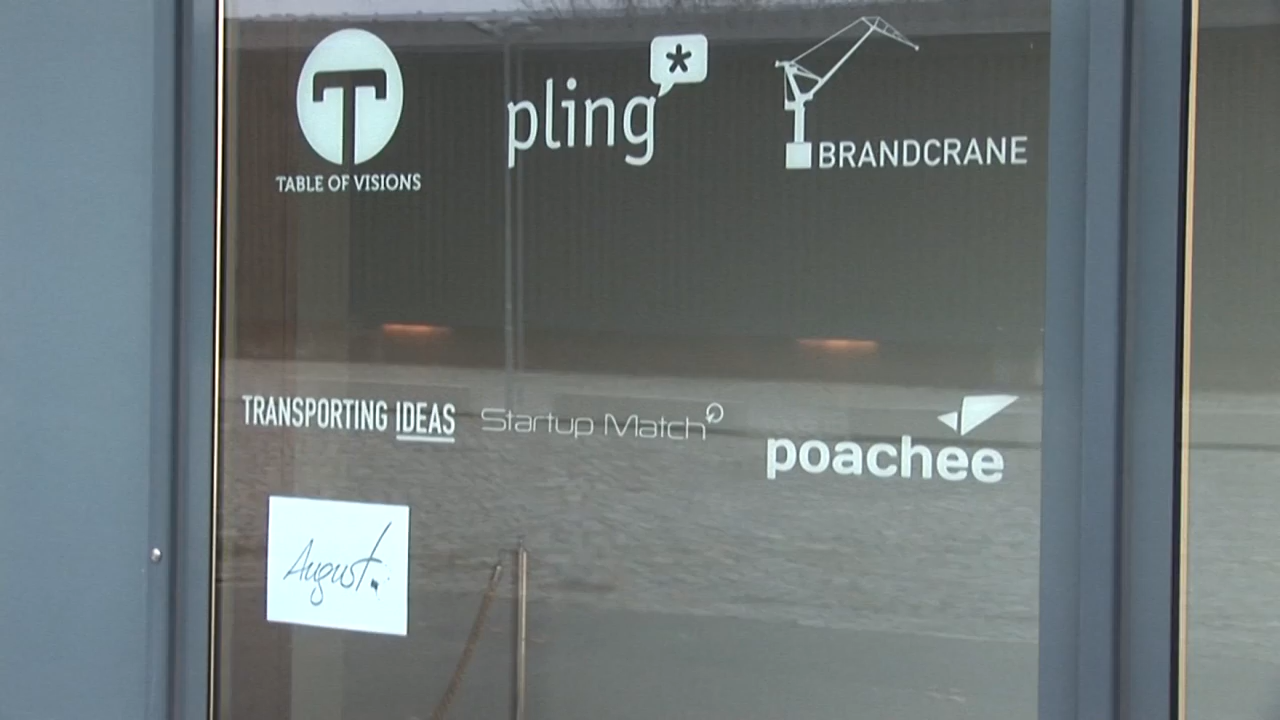 T
TABLE OF VISIONS
pling*
BRANDCRANE
TRANSPORTING IDEAS
Startup Match
poachee
August.